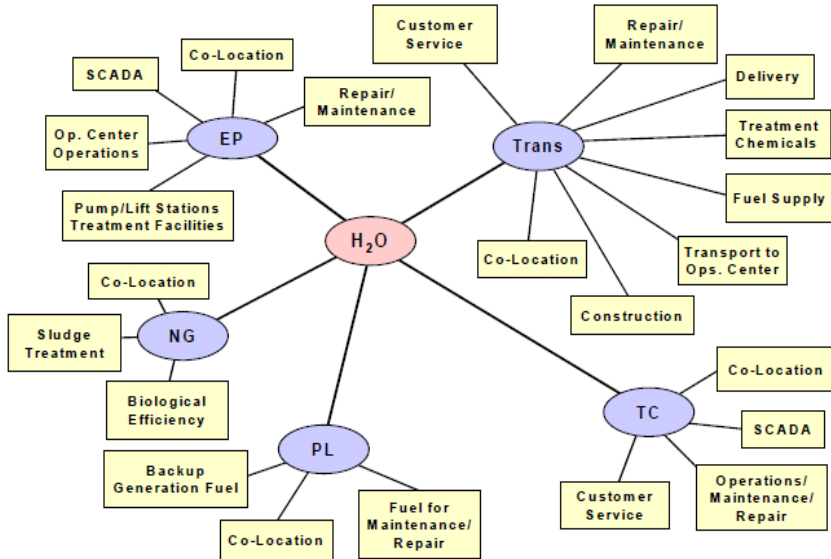 Customer
Service
Repair/
Maintenance
Co-Location
SCADA
Delivery
Repair/
Maintenance
EP
Op. Center
Operations
Trans
Treatment
Chemicals
Fuel Supply
Pump/Lift Stations
Treatment Facilities
H₂O
Co-Location
Transport to
Ops. Center
Co-Location
Construction
NG
Sludge
Treatment
Co-Location
Biological
Efficiency
TC
SCADA
PL
Backup
Generation Fuel
Operations/
Maintenance/
Repair
Customer
Service
Fuel for
Maintenance/
Repair
Co-Location